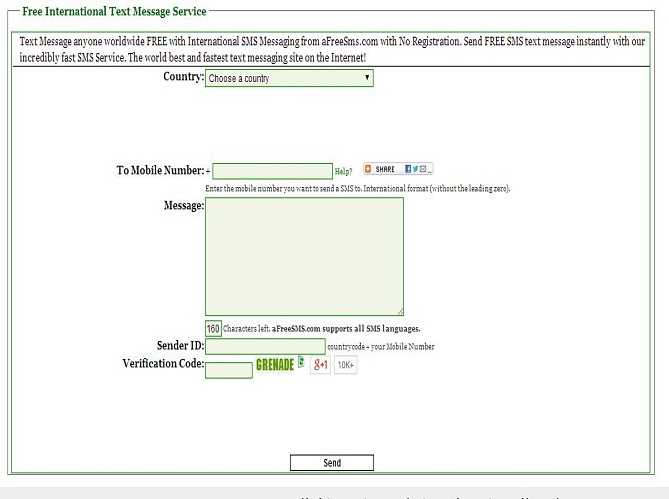 Free International Text Message Service
Text Message anyone worldwide FREE with International SMS Messaging from aFreeSms.com with No Registration. Send FREE SMS text message instantly with our
incredibly fast SMS Service. The world best and fastest text messaging site on the Internet!
Country: Choose a country
To Mobile Number: + Help? SHARE
Enter the mobile number you want to send a SMS to. International format (without the leading zero).
Message:
160 Characters left. aFreeSMS.com supports all SMS languages.
Sender ID: countrycode + your Mobile Number
Verification Code: GRENADE g+1 10K+
Send